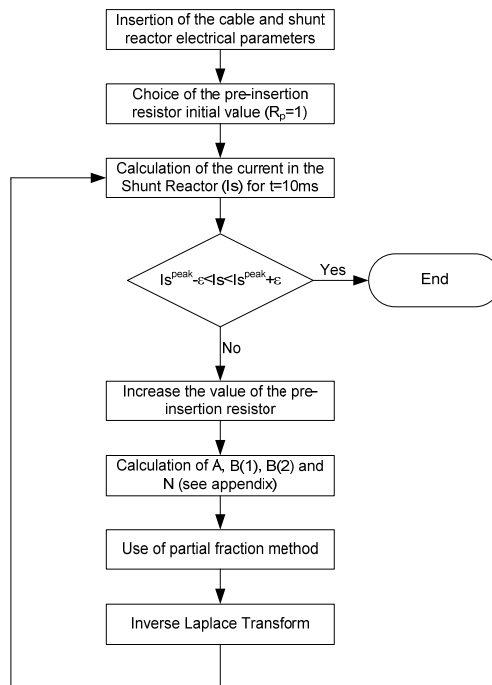 Insertion of the cable and shunt
reactor electrical parameters
Choice of the pre-insertion
resistor initial value (Rp=1)
Calculation of the current in the
Shunt Reactor (Is) for t=10ms
Is^peak-ε<Is<Is^peak+ε
Yes
End
No
Increase the value of the pre-
insertion resistor
Calculation of A, B(1), B(2) and
N (see appendix)
Use of partial fraction method
Inverse Laplace Transform